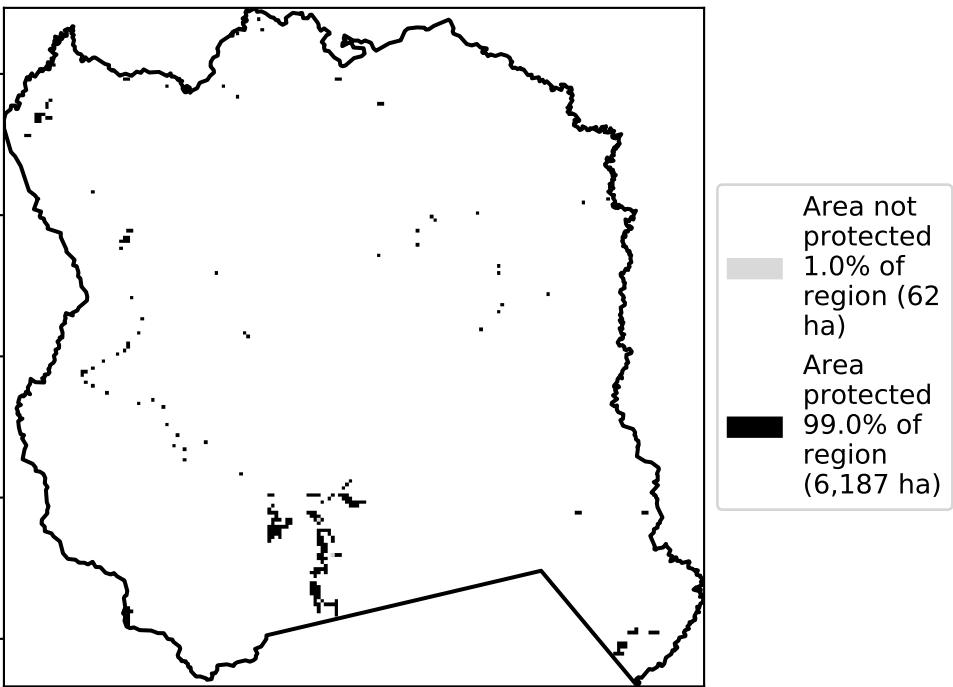 Area not
protected
1.0% of
region (62
ha)
Area
protected
99.0% of
region
(6,187 ha)